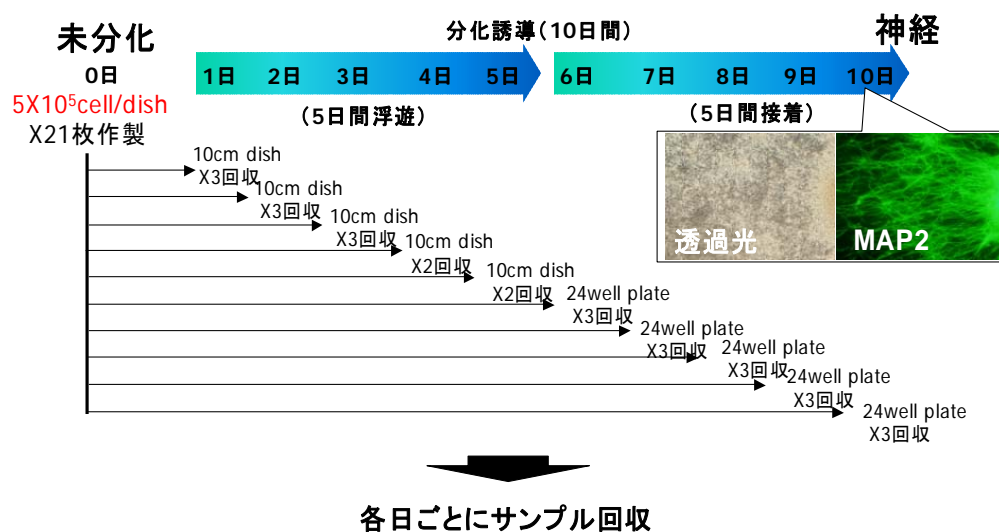 未分化
分化誘導(10日間)
神経
0日
1日 2日 3日 4日 5日 6日 7日 8日 9日 10日
5X10⁵cell/dish
X21枚作製
(5日間浮遊)
(5日間接着)
10cm dish
X3回収
10cm dish
X3回収
10cm dish
X3回収
10cm dish
X2回収
10cm dish
X2回収
24well plate
X3回収
24well plate
X3回収
24well plate
X3回収
24well plate
X3回収
24well plate
X3回収
透過光
MAP2
各日ごとにサンプル回収